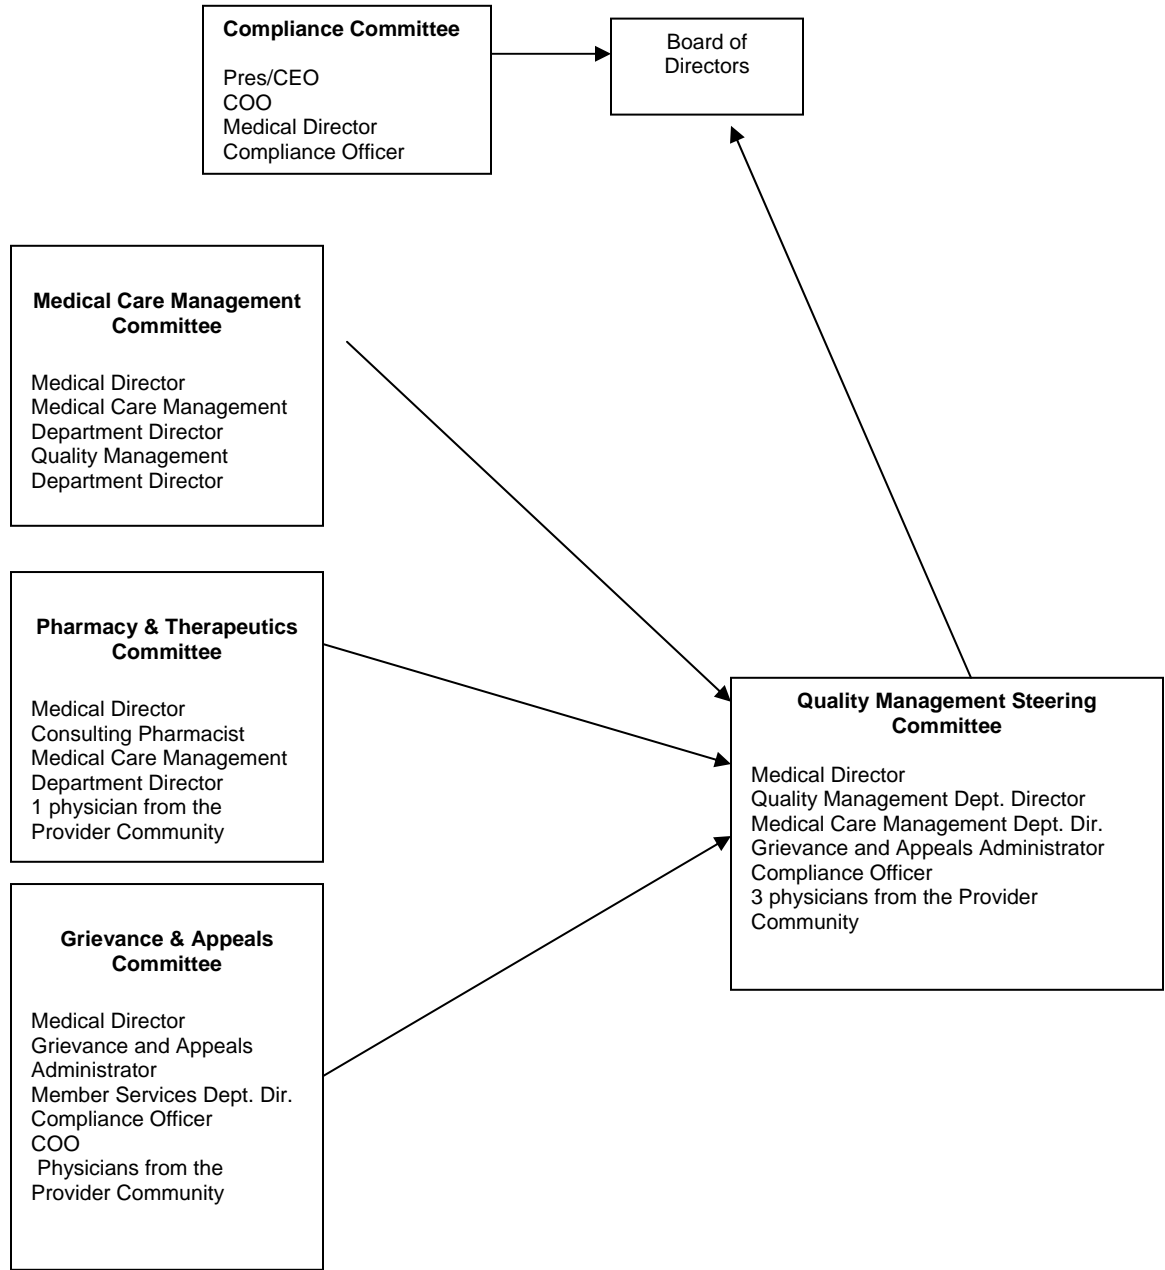 Compliance Committee
Pres/CEO
COO
Medical Director
Compliance Officer
Board of
Directors
Medical Care Management
Committee
Medical Director
Medical Care Management
Department Director
Quality Management
Department Director
Pharmacy & Therapeutics
Committee
Medical Director
Consulting Pharmacist
Medical Care Management
Department Director
1 physician from the
Provider Community
Quality Management Steering
Committee
Medical Director
Quality Management Dept. Director
Medical Care Management Dept. Dir.
Grievance and Appeals Administrator
Compliance Officer
3 physicians from the Provider
Community
Grievance & Appeals
Committee
Medical Director
Grievance and Appeals
Administrator
Member Services Dept. Dir.
Compliance Officer
COO
Physicians from the
Provider Community